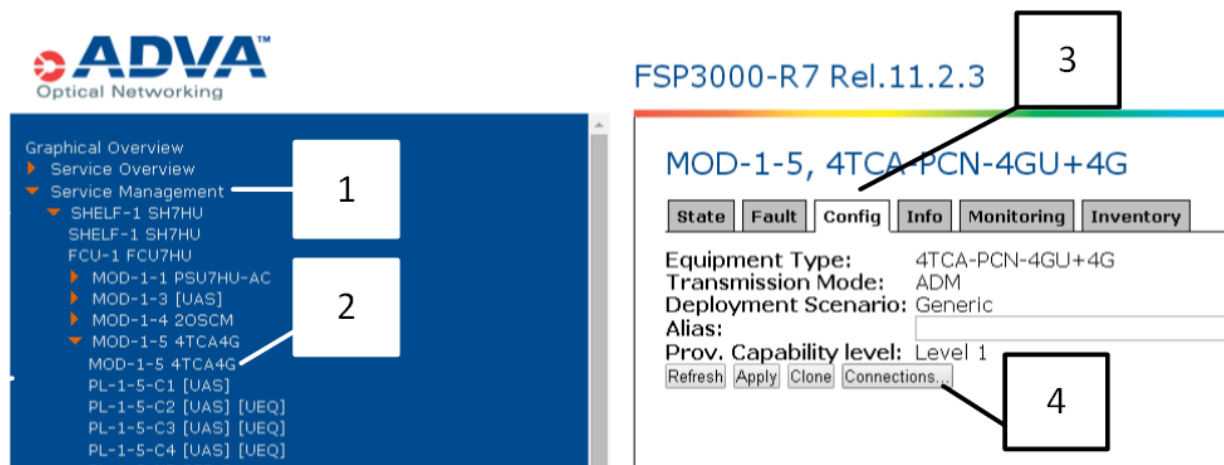 ADVA™
Optical Networking
Graphical Overview
Service Overview
Service Management
SHELF-1 SH7HU
SHELF-1 SH7HU
FCU-1 FCU7HU
MOD-1-1 PSU7HU-AC
MOD-1-3 [UAS]
MOD-1-4 2OSCM
MOD-1-5 4TCA4G
MOD-1-5 4TCA4G
PL-1-5-C1 [UAS]
PL-1-5-C2 [UAS] [UEQ]
PL-1-5-C3 [UAS] [UEQ]
PL-1-5-C4 [UAS] [UEQ]
1
2
FSP3000-R7 Rel.11.2.3
3
MOD-1-5, 4TCA-PCN-4GU+4G
State Fault Config Info Monitoring Inventory
Equipment Type: 4TCA-PCN-4GU+4G
Transmission Mode: ADM
Deployment Scenario: Generic
Alias:
Prov. Capability level: Level 1
Refresh Apply Clone Connections...
4